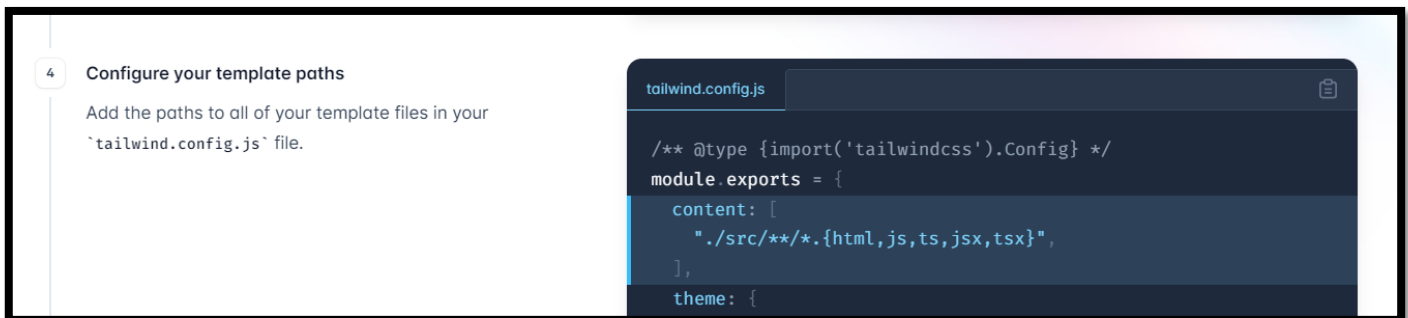 4
Configure your template paths
Add the paths to all of your template files in your
`tailwind.config.js` file.
tailwind.config.js
/** @type {import('tailwindcss').Config} */
module.exports = {
content: [
"./src/**/*.{html,js,ts,jsx,tsx}",
],
theme: {